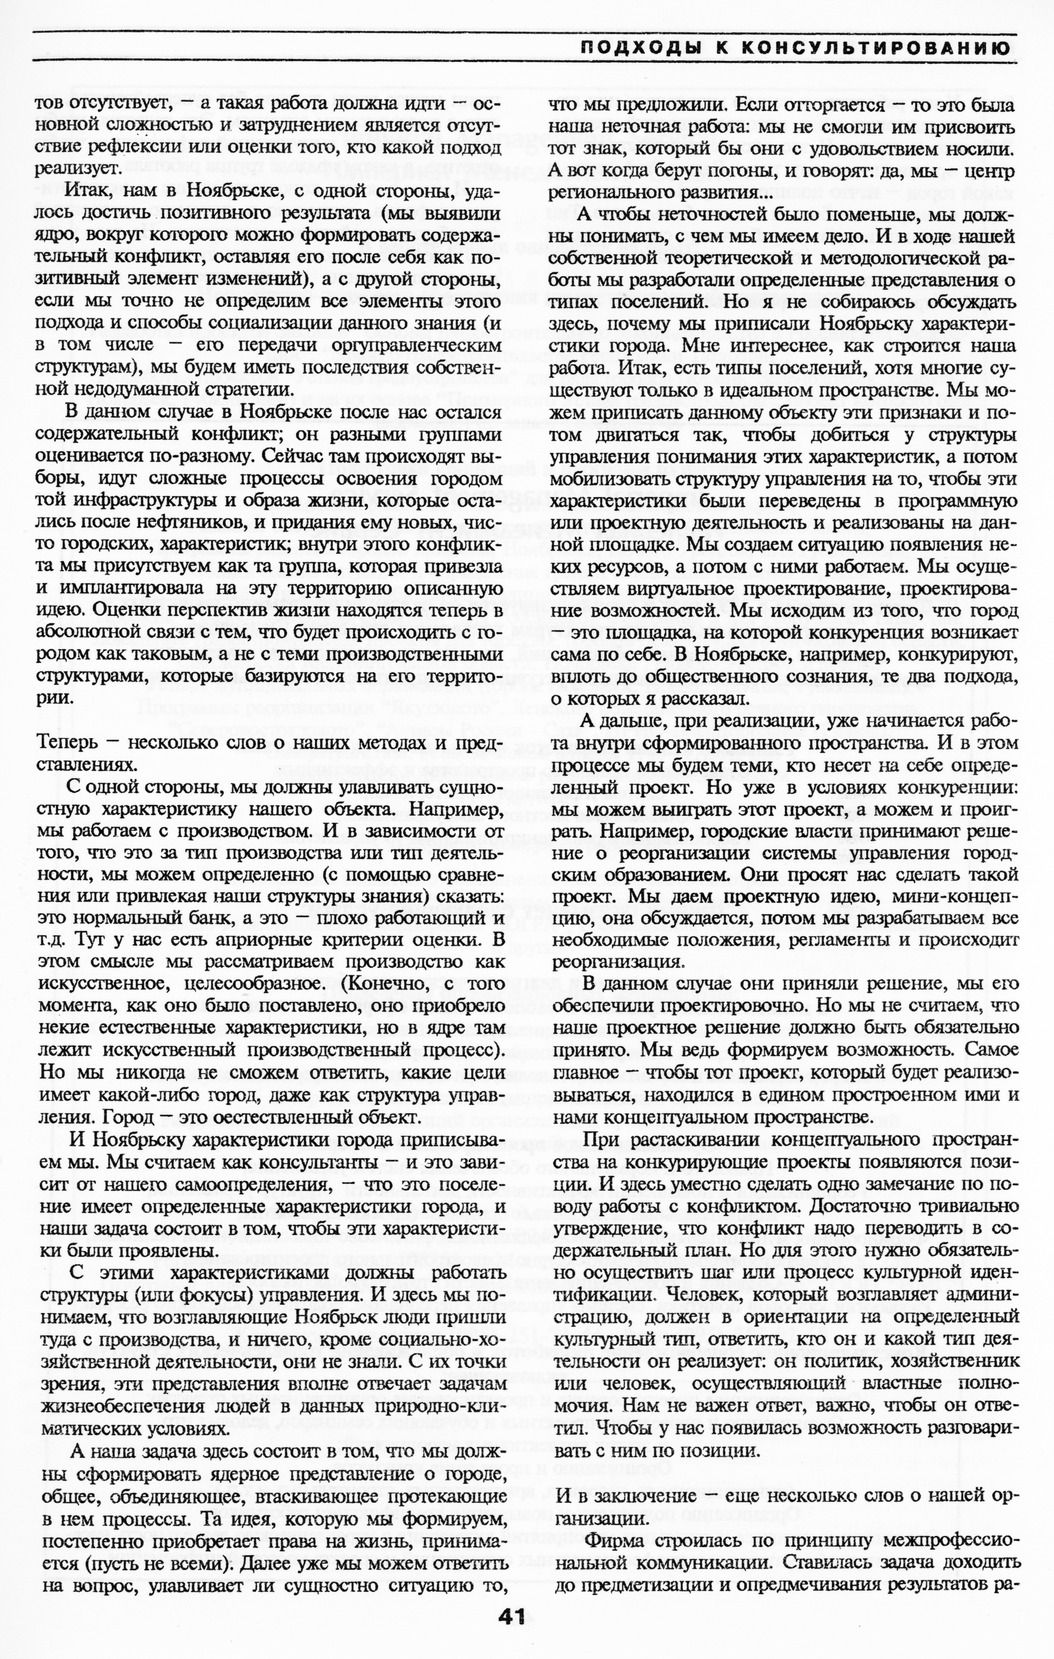 ПОДХОДЫ К КОНСУЛЬТИРОВАНИЮ
тов отсутствует, — а такая работа должна идти — ос-
новной сложностью и затруднением является отсут-
ствие рефлексии или оценки того, кто какой подход
реализует.
Итак, нам в Ноябрьске, с одной стороны, уда-
лось достичь позитивного результата (мы выявили
ядро, вокруг которого можно формировать содержа-
тельный конфликт, оставляя его после себя как по-
зитивный элемент изменений), а с другой стороны,
если мы точно не определим все элементы этого
подхода и способы социализации данного знания (и
в том числе — его передачи оргуправленческим
структурам), мы будем иметь последствия собствен-
ной недодуманной стратегии.
В данном случае в Ноябрьске после нас остался
содержательный конфликт; он разными группами
оценивается по-разному. Сейчас там происходят вы-
боры, идут сложные процессы освоения городом
той инфраструктуры и образа жизни, которые оста-
лись после нефтяников, и придания ему новых, чис-
то городских, характеристик; внутри этого конфлик-
та мы присутствуем как та группа, которая привезла
и имплантировала на эту территорию описанную
идею. Оценки перспектив жизни находятся теперь в
абсолютной связи с тем, что будет происходить с го-
родом как таковым, а не с теми производственными
структурами, которые базируются на его террито-
рии.
Теперь — несколько слов о наших методах и пред-
ставлениях.
С одной стороны, мы должны улавливать сущно-
стную характеристику нашего объекта. Например,
мы работаем с производством. И в зависимости от
того, что это за тип производства или тип деятель-
ности, мы можем определенно (с помощью сравне-
ния или привлекая наши структуры знания) сказать:
это нормальный банк, а это — плохо работающий и
т.д. Тут у нас есть априорные критерии оценки. В
этом смысле мы рассматриваем производство как
искусственное, целесообразное. (Конечно, с того
момента, как оно было поставлено, оно приобрело
некие естественные характеристики, но в ядре там
лежит искусственный производственный процесс).
Но мы никогда не сможем ответить, какие цели
имеет какой-либо город, даже как структура управ-
ления. Город — это оестествленный объект.
И Ноябрьску характеристики города приписыва-
ем мы. Мы считаем как консультанты — и это зави-
сит от нашего самоопределения, — что это поселе-
ние имеет определенные характеристики города, и
наши задача состоит в том, чтобы эти характеристи-
ки были проявлены.
С этими характеристиками должны работать
структуры (или фокусы) управления. И здесь мы по-
нимаем, что возглавляющие Ноябрьск люди пришли
туда с производства, и ничего, кроме социально-хо-
зяйственной деятельности, они не знали. С их точки
зрения, эти представления вполне отвечает задачам
жизнеобеспечения людей в данных природно-кли-
матических условиях.
А наша задача здесь состоит в том, что мы долж-
ны сформировать ядерное представление о городе,
общее, объединяющее, втаскивающее протекающие
в нем процессы. Та идея, которую мы формируем,
постепенно приобретает права на жизнь, принима-
ется (пусть не всеми). Далее уже мы можем ответить
на вопрос, улавливает ли сущностно ситуацию то,
что мы предложили. Если отторгается — то это была
наша неточная работа: мы не смогли им присвоить
тот знак, который бы они с удовольствием носили.
А вот когда берут погоны, и говорят: да, мы — центр
регионального развития...
А чтобы неточностей было поменьше, мы долж-
ны понимать, с чем мы имеем дело. И в ходе нашей
собственной теоретической и методологической ра-
боты мы разработали определенные представления о
типах поселений. Но я не собираюсь обсуждать
здесь, почему мы приписали Ноябрьску характери-
стики города. Мне интереснее, как строится наша
работа. Итак, есть типы поселений, хотя многие су-
ществуют только в идеальном пространстве. Мы мо-
жем приписать данному объекту эти признаки и по-
том двигаться так, чтобы добиться у структуры
управления понимания этих характеристик, а потом
мобилизовать структуру управления на то, чтобы эти
характеристики были переведены в программную
или проектную деятельность и реализованы на дан-
ной площадке. Мы создаем ситуацию появления не-
ких ресурсов, а потом с ними работаем. Мы осуще-
ствляем виртуальное проектирование, проектирова-
ние возможностей. Мы исходим из того, что город
— это площадка, на которой конкуренция возникает
сама по себе. В Ноябрьске, например, конкурируют,
вплоть до общественного сознания, те два подхода,
о которых я рассказал.
А дальше, при реализации, уже начинается рабо-
та внутри сформированного пространства. И в этом
процессе мы будем теми, кто несет на себе опреде-
ленный проект. Но уже в условиях конкуренции:
мы можем выиграть этот проект, а можем и проиг-
рать. Например, городские власти принимают реше-
ние о реорганизации системы управления город-
ским образованием. Они просят нас сделать такой
проект. Мы даем проектную идею, мини-концеп-
цию, она обсуждается, потом мы разрабатываем все
необходимые положения, регламенты и происходит
реорганизация.
В данном случае они приняли решение, мы его
обеспечили проектировочно. Но мы не считаем, что
наше проектное решение должно быть обязательно
принято. Мы ведь формируем возможность. Самое
главное — чтобы тот проект, который будет реализо-
вываться, находился в едином простроенном ими и
нами концептуальном пространстве.
При растаскивании концептуального простран-
ства на конкурирующие проекты появляются пози-
ции. И здесь уместно сделать одно замечание по по-
воду работы с конфликтом. Достаточно тривиально
утверждение, что конфликт надо переводить в со-
держательный план. Но для этого нужно обязатель-
но осуществить шаг или процесс культурной иден-
тификации. Человек, который возглавляет админи-
страцию, должен в ориентации на определенный
культурный тип, ответить, кто он и какой тип дея-
тельности он реализует: он политик, хозяйственник
или человек, осуществляющий властные полно-
мочия. Нам не важен ответ, важно, чтобы он отве-
тил. Чтобы у нас появилась возможность разговари-
вать с ним по позиции.
И в заключение — еще несколько слов о нашей ор-
ганизации.
Фирма строилась по принципу межпрофессио-
нальной коммуникации. Ставилась задача доходить
до предметизации и опредмечивания результатов ра-
41